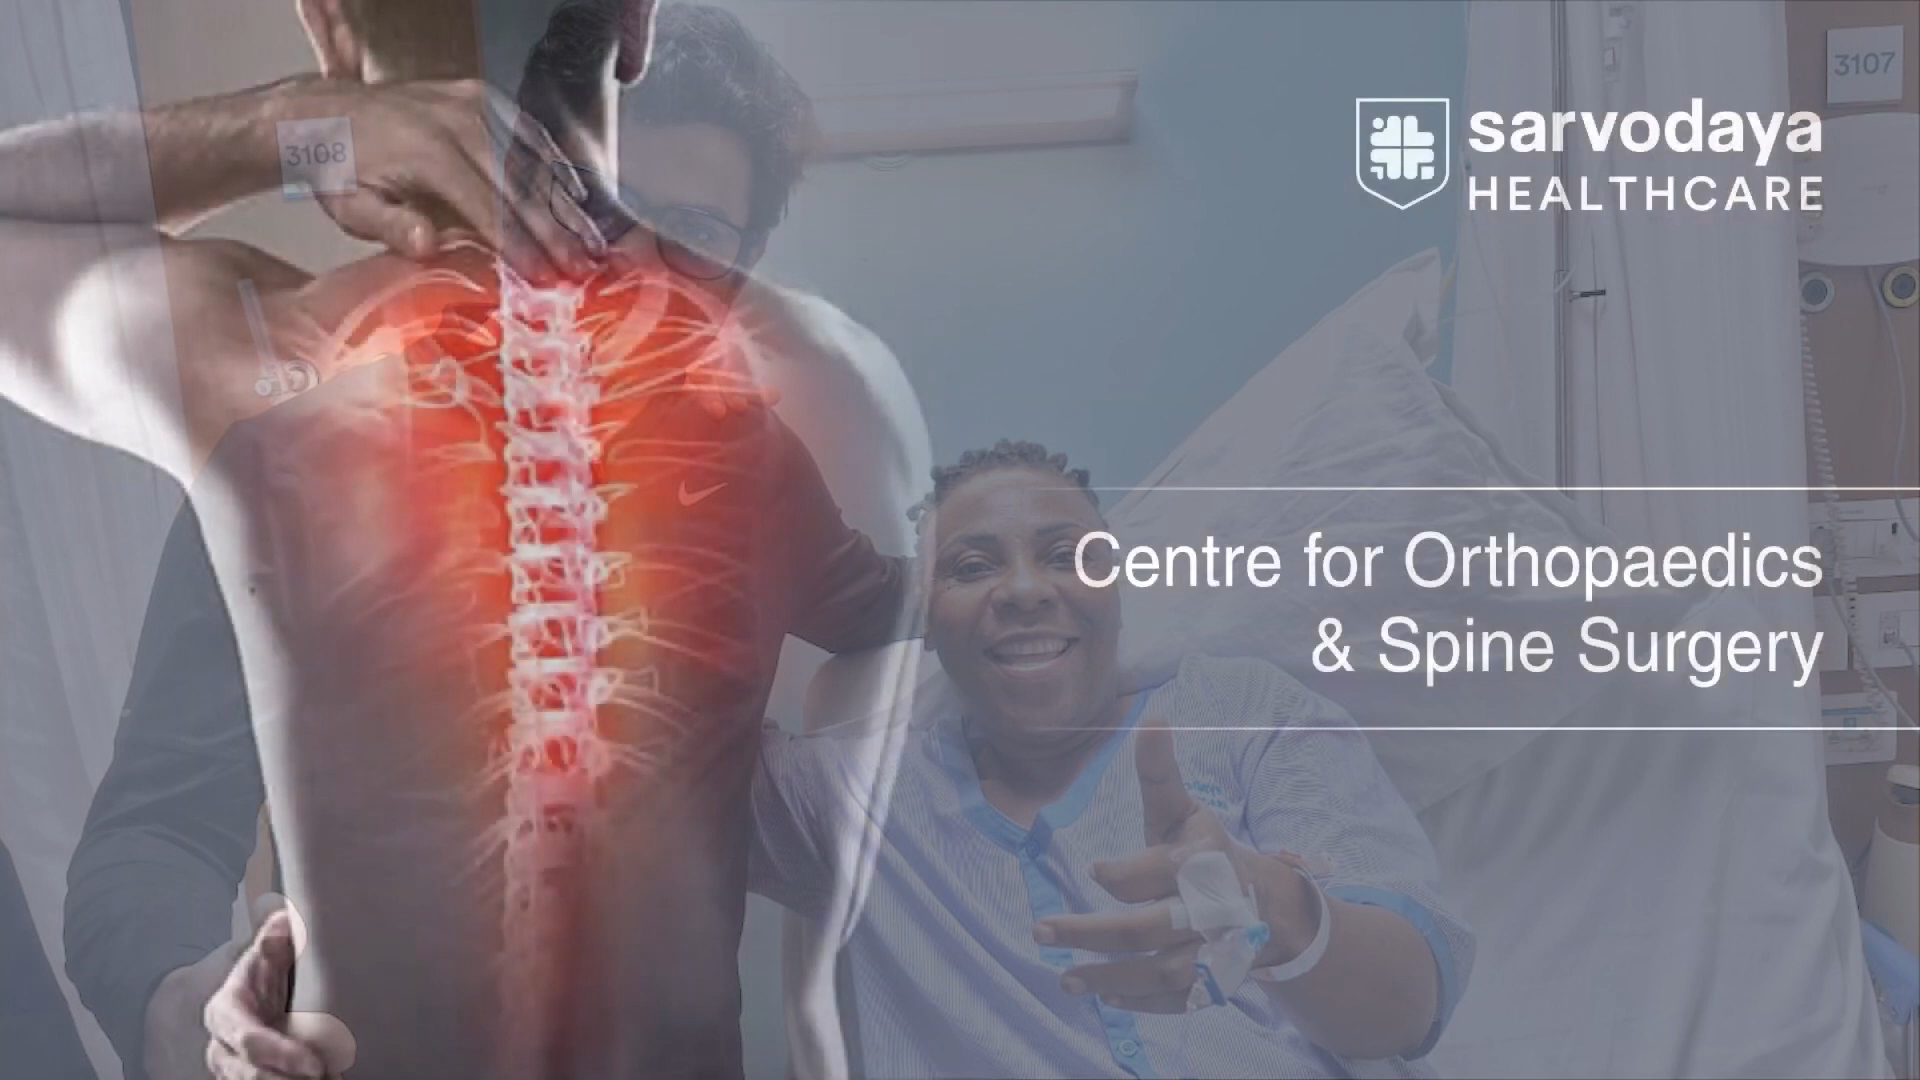 3107
3108
sarvodaya
HEALTHCARE
Centre for Orthopaedics
& Spine Surgery